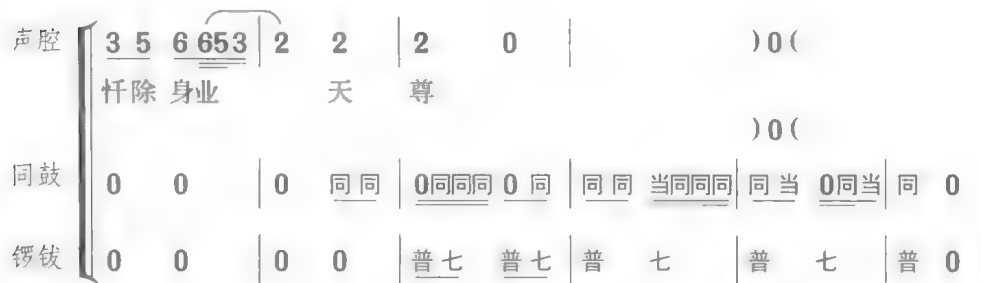 声腔 3 5 6 653 | 2 2 | 2 0 | )0(
忏除 身业 天 尊
)0(
同鼓 0 0 | 0 同同 | 0同同同 0 同 | 同同 当同同同 | 同当 0同当 | 同 0
锣钹 0 0 | 0 0 | 普七 普七 | 普 七 | 普 七 | 普 0